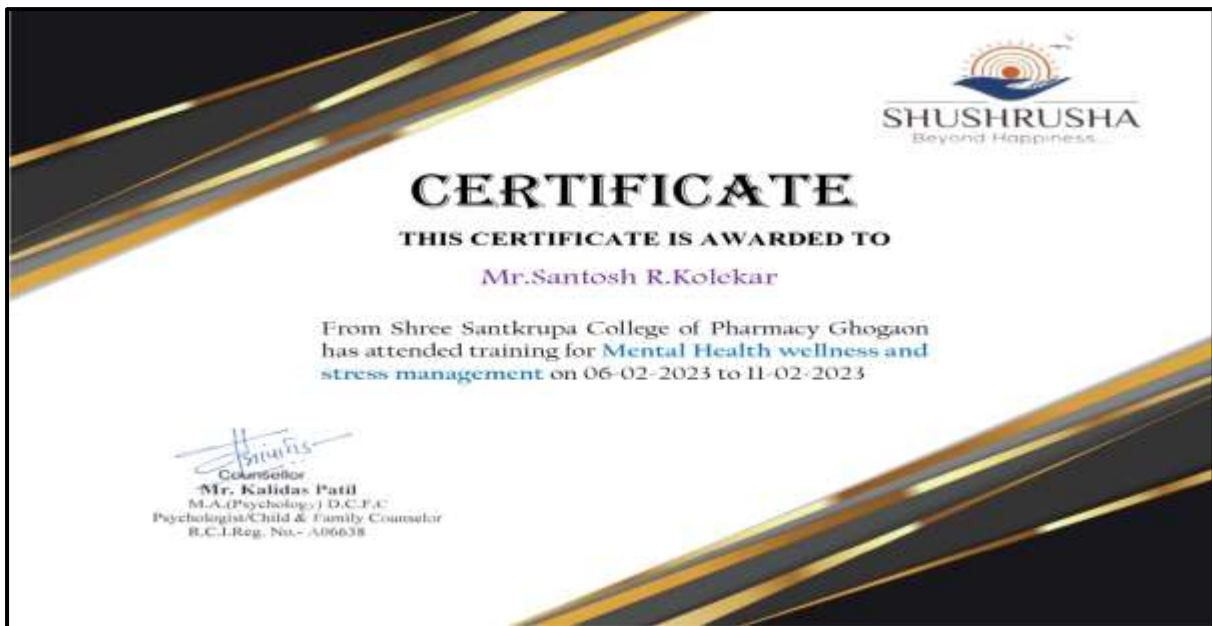 SHUSHRUSHA
Beyond Happiness...
CERTIFICATE
THIS CERTIFICATE IS AWARDED TO
Mr.Santosh R.Kolekar
From Shree Santkrupa College of Pharmacy Ghogaon
has attended training for Mental Health wellness and
stress management on 06-02-2023 to 11-02-2023
Counsellor
Mr. Kalidas Patil
M.A.(Psychology) D.C.F.C
Psychologist/Child & Family Counselor
R.C.I.Reg. No.- A06638